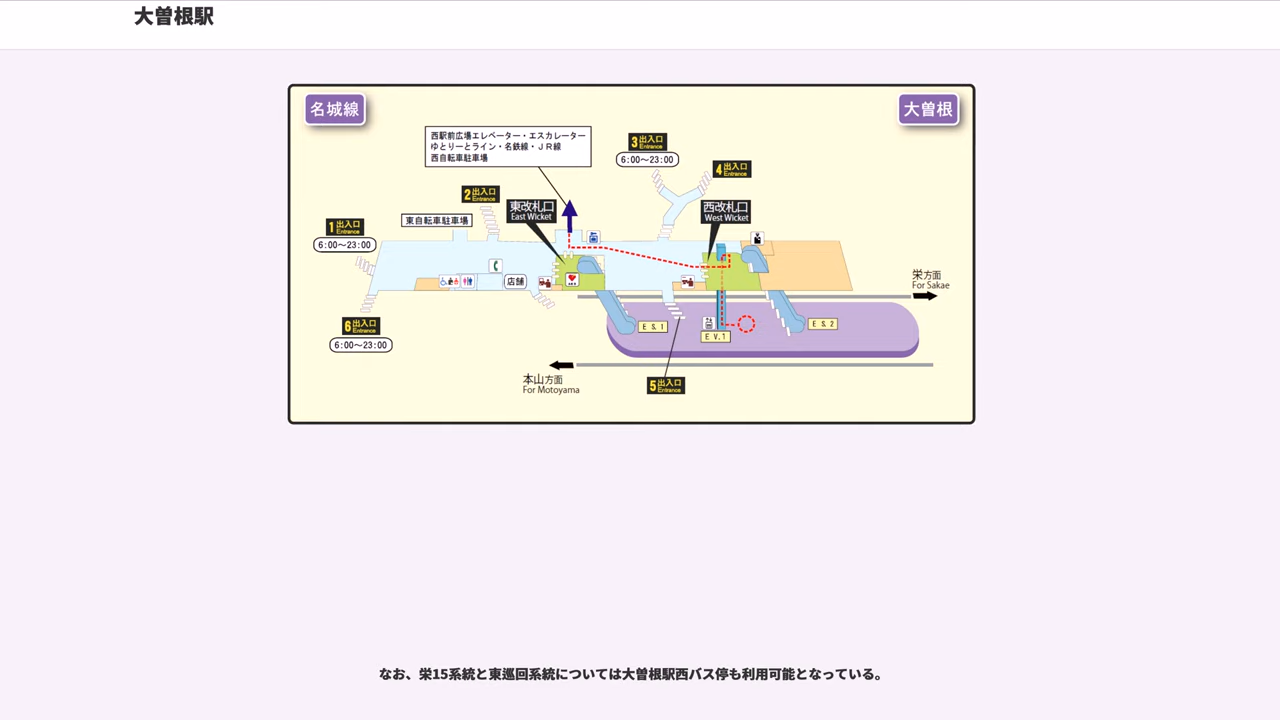 大曽根駅
名城線
大曽根
西駅前広場エレベーター・エスカレーター
ゆとりーとライン・名鉄線・JR線
西自転車駐車場
3出入口
Entrance
6:00〜23:00
4出入口
Entrance
2出入口
Entrance
東改札口
East Wicket
西改札口
West Wicket
東自転車駐車場
1出入口
Entrance
6:00〜23:00
店舗
栄方面
For Sakae
6出入口
Entrance
6:00〜23:00
ES.1
EV.1
ES.2
本山方面
For Motoyama
5出入口
Entrance
なお、栄15系統と東巡回系統については大曽根駅西バス停も利用可能となっている。